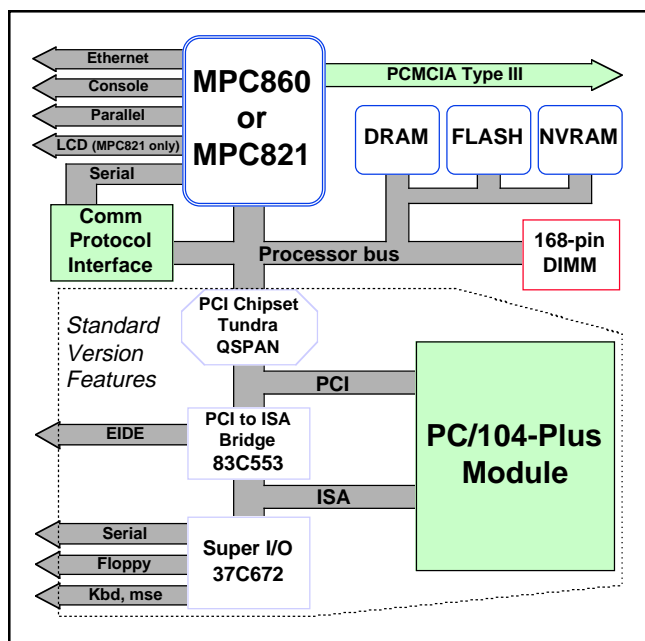 Ethernet
Console
Parallel
LCD (MPC821 only)
Serial
MPC860
or
MPC821
PCMCIA Type III
DRAM
FLASH
NVRAM
Comm
Protocol
Interface
Processor bus
168-pin
DIMM
Standard
Version
Features
PCI Chipset
Tundra
QSPAN
PCI
EIDE
PCI to ISA
Bridge
83C553
PC/104-Plus
Module
ISA
Serial
Floppy
Kbd, mse
Super I/O
37C672